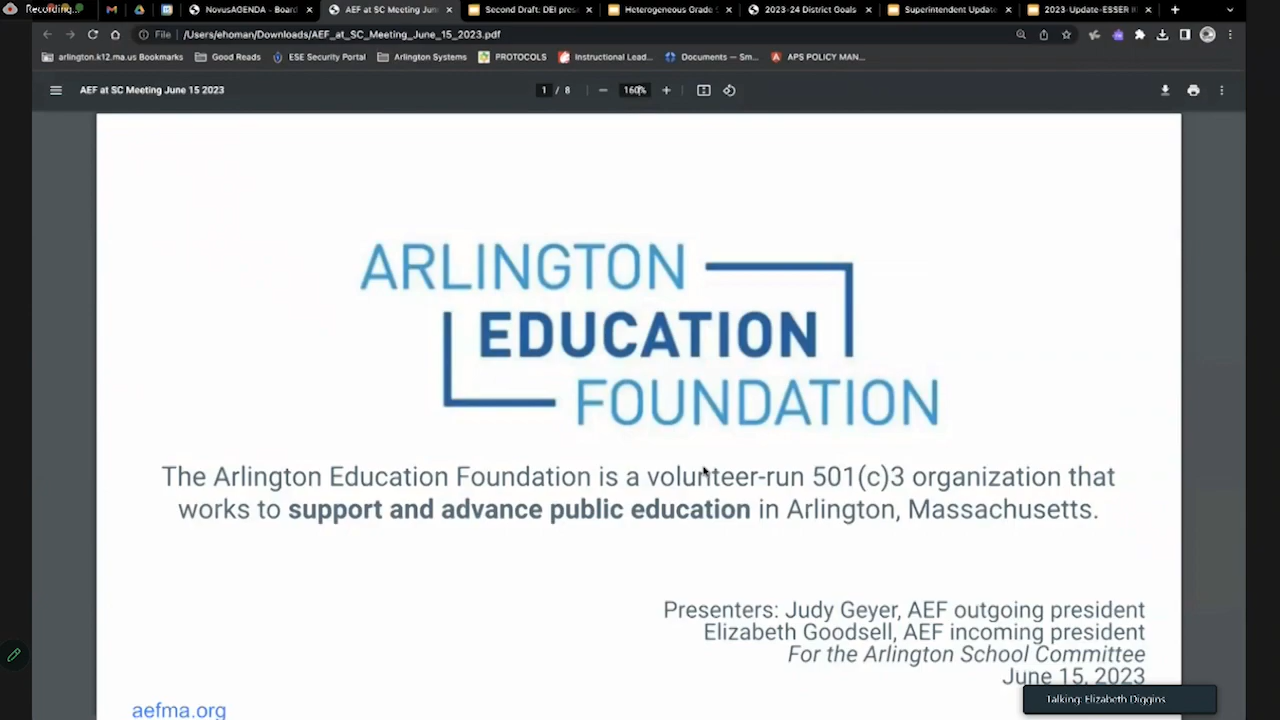 Recording...
NovusAGENDA – Board
AEF at SC Meeting Jun
Second Draft: DEI pres
Heterogeneous Grade
2023-24 District Goals
Superintendent Update
2023-Update-ESSER
File /Users/ehoman/Downloads/AEF_at_SC_Meeting_June_15_2023.pdf
arlington.k12.ma.us Bookmarks
Good Reads
ESE Security Portal
Arlington Systems
PROTOCOLS
Instructional Lead...
Documents — Sm...
APS POLICY MAN...
AEF at SC Meeting June 15 2023
1 / 8
160%
ARLINGTON
EDUCATION
FOUNDATION
The Arlington Education Foundation is a volunteer-run 501(c)3 organization that
works to support and advance public education in Arlington, Massachusetts.
Presenters: Judy Geyer, AEF outgoing president
Elizabeth Goodsell, AEF incoming president
For the Arlington School Committee
June 15, 2023
Talking: Elizabeth Diggins
aefma.org